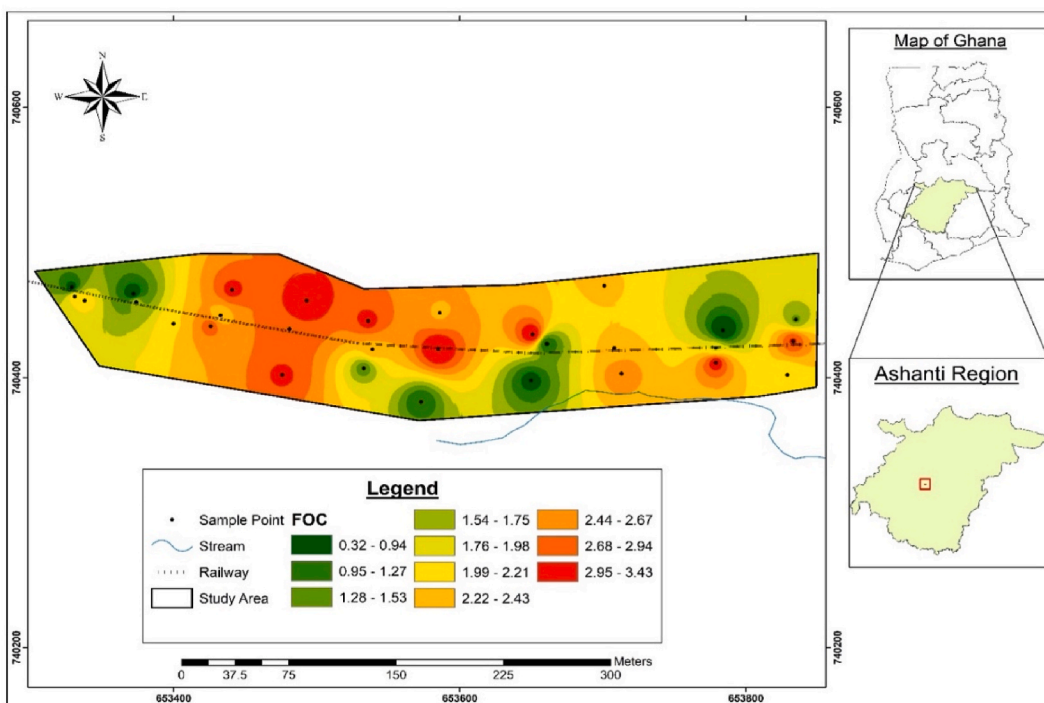 N
W E
S
740600
740400
740200
740600
740400
740200
Legend
Sample Point
Stream
Railway
Study Area
FOC
0.32 - 0.94
0.95 - 1.27
1.28 - 1.53
1.54 - 1.75
1.76 - 1.98
1.99 - 2.21
2.22 - 2.43
2.44 - 2.67
2.68 - 2.94
2.95 - 3.43
Meters
0 37.5 75 150 225 300
653400 653600 653800
Map of Ghana
Ashanti Region